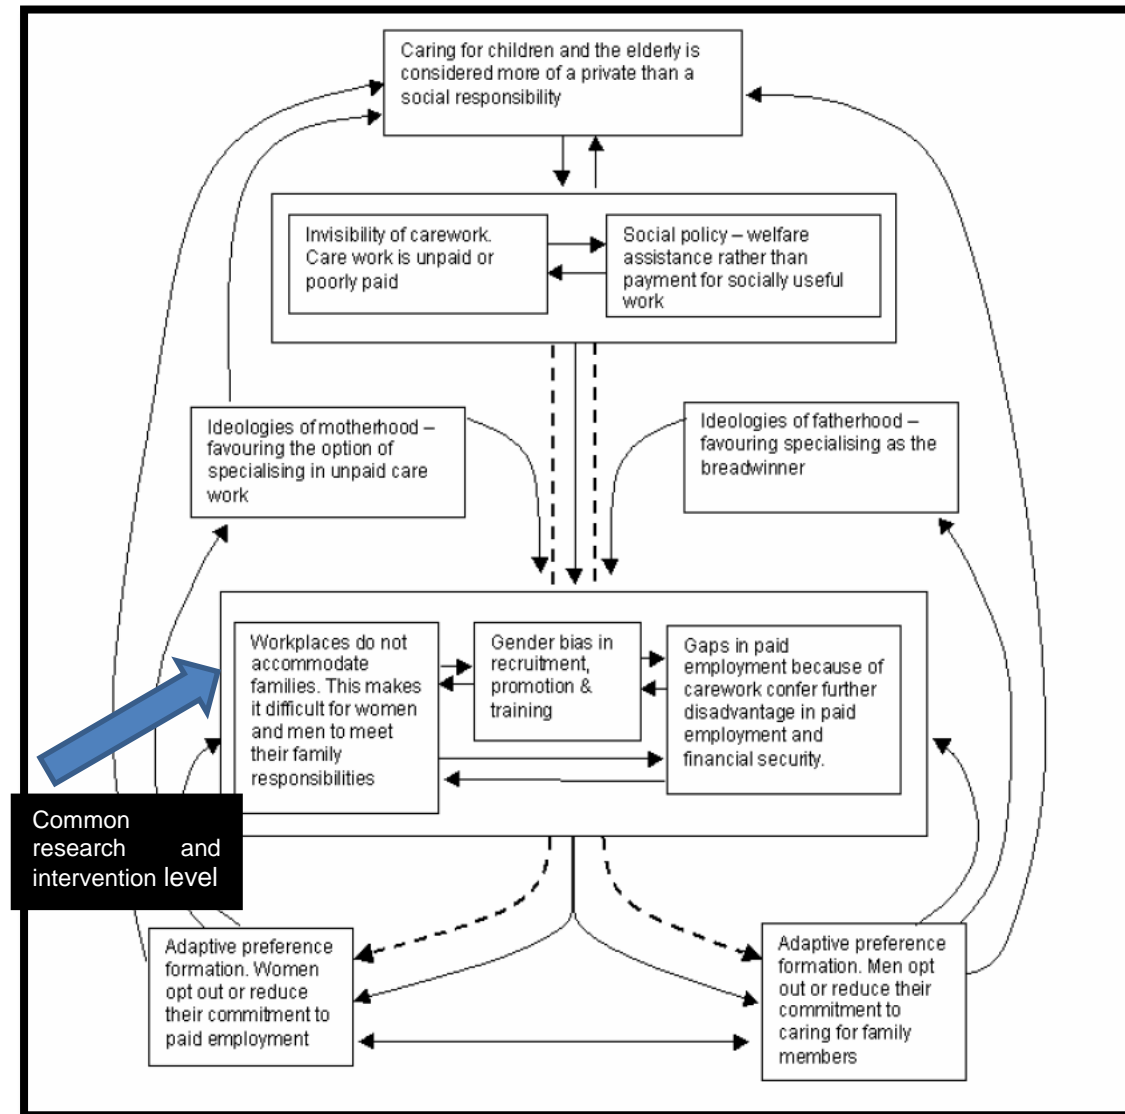 Caring for children and the elderly is
considered more of a private than a
social responsibility
Invisibility of carework.
Care work is unpaid or
poorly paid
Social policy – welfare
assistance rather than
payment for socially useful
work
Ideologies of motherhood –
favouring the option of
specialising in unpaid care
work
Ideologies of fatherhood –
favouring specialising as the
breadwinner
Workplaces do not
accommodate
families. This makes
it difficult for women
and men to meet
their family
responsibilities
Gender bias in
recruitment,
promotion &
training
Gaps in paid
employment because of
carework confer further
disadvantage in paid
employment and
financial security.
Common
research and
intervention level
Adaptive preference
formation. Women
opt out or reduce
their commitment to
paid employment
Adaptive preference
formation. Men opt
out or reduce their
commitment to
caring for family
members